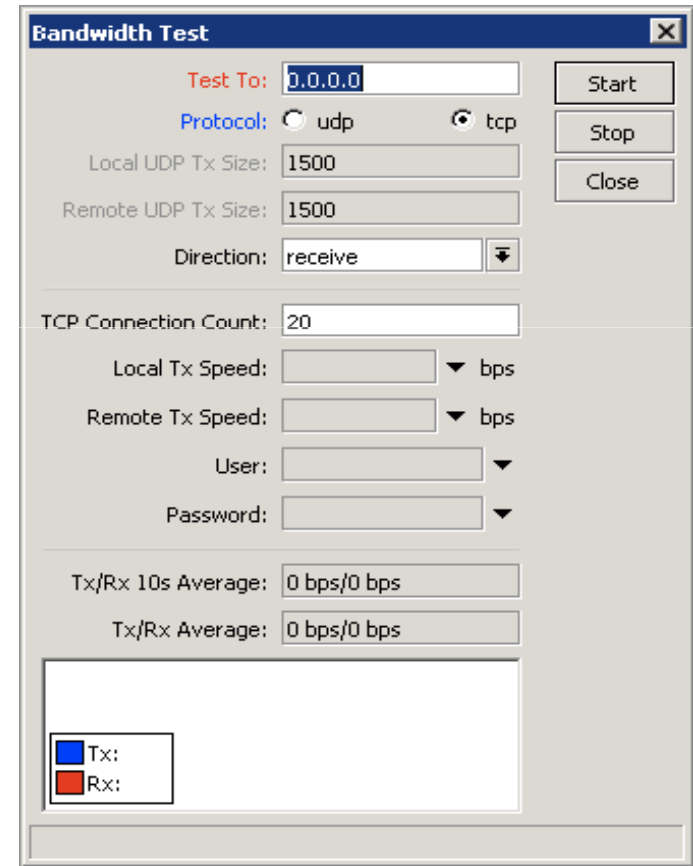 Bandwidth Test
Test To: 0.0.0.0
Start
Protocol: udp tcp
Stop
Local UDP Tx Size: 1500
Close
Remote UDP Tx Size: 1500
Direction: receive
TCP Connection Count: 20
Local Tx Speed: bps
Remote Tx Speed: bps
User:
Password:
Tx/Rx 10s Average: 0 bps/0 bps
Tx/Rx Average: 0 bps/0 bps
Tx:
Rx: